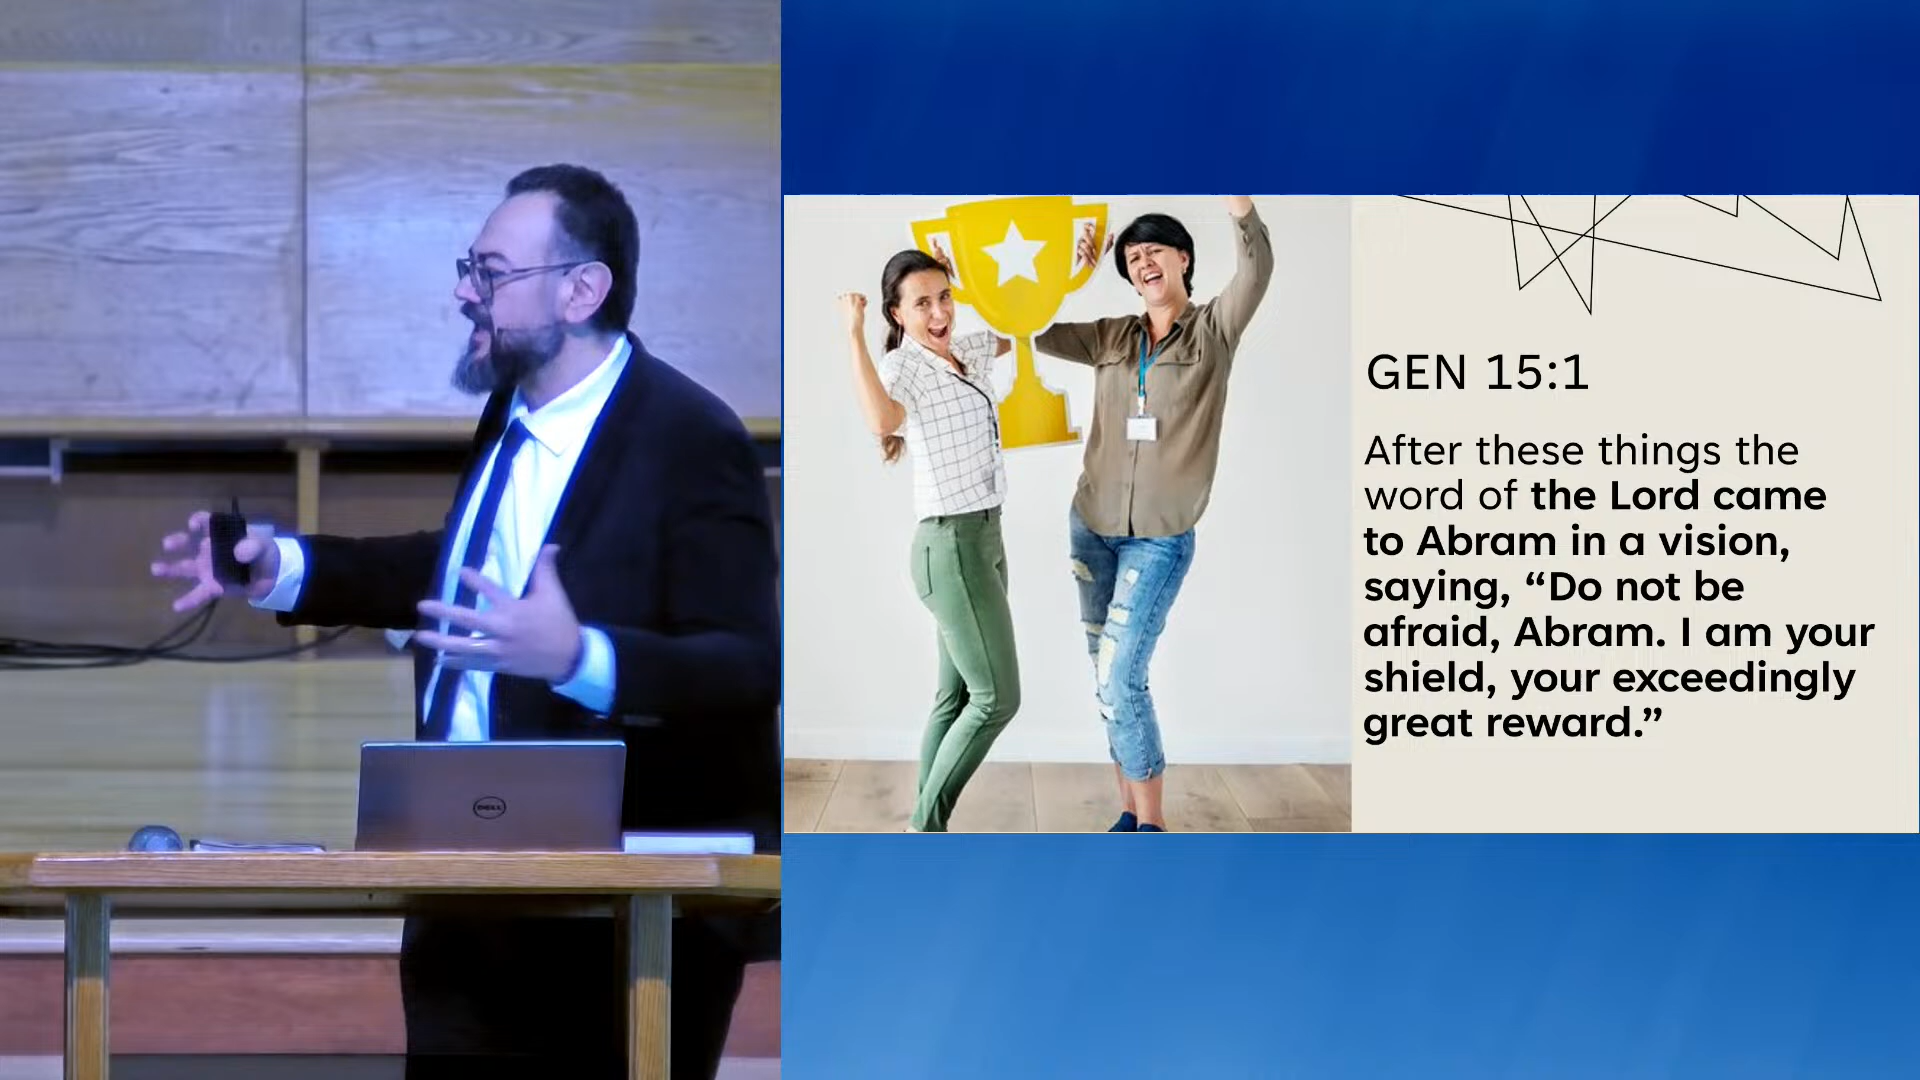 GEN 15:1
After these things the
word of the Lord came
to Abram in a vision,
saying, “Do not be
afraid, Abram. I am your
shield, your exceedingly
great reward.”
DELL